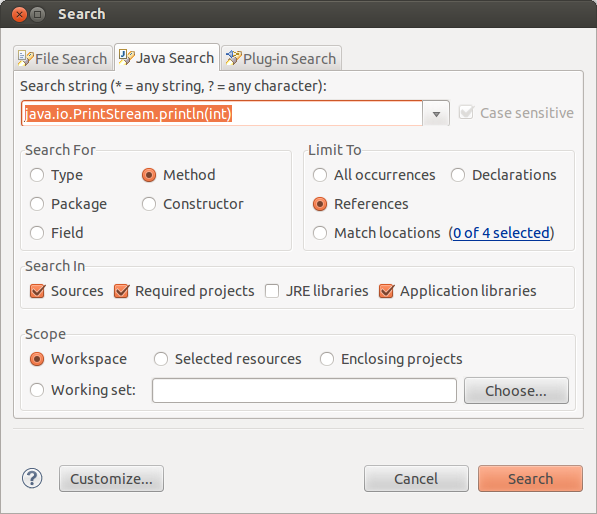 Search
File Search Java Search Plug-in Search
Search string (* = any string, ? = any character):
java.io.PrintStream.println(int) Case sensitive
Search For
Type Method
Package Constructor
Field
Limit To
All occurrences Declarations
References
Match locations (0 of 4 selected)
Search In
Sources Required projects JRE libraries Application libraries
Scope
Workspace Selected resources Enclosing projects
Working set: Choose...
? Customize... Cancel Search